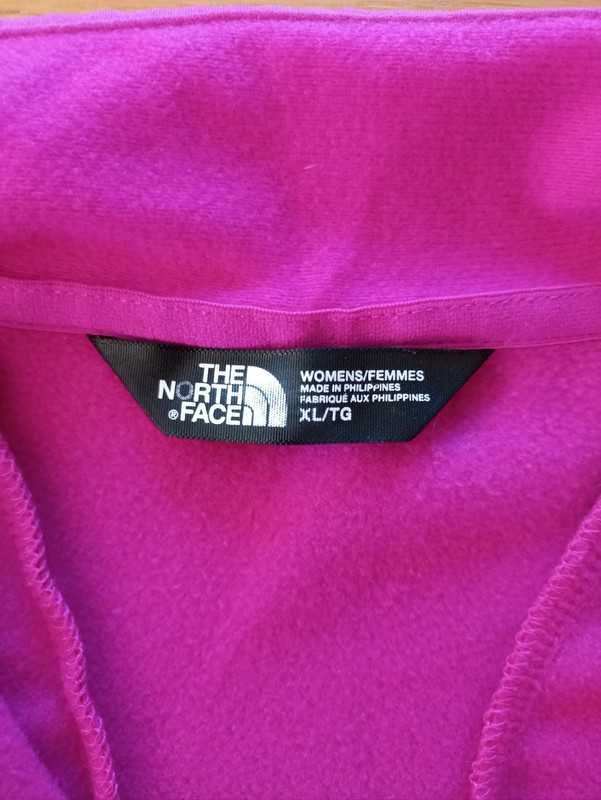 THE
NORTH
®FACE
WOMENS/FEMMES
MADE IN PHILIPPINES
FABRIQUÉ AUX PHILIPPINES
XL/TG